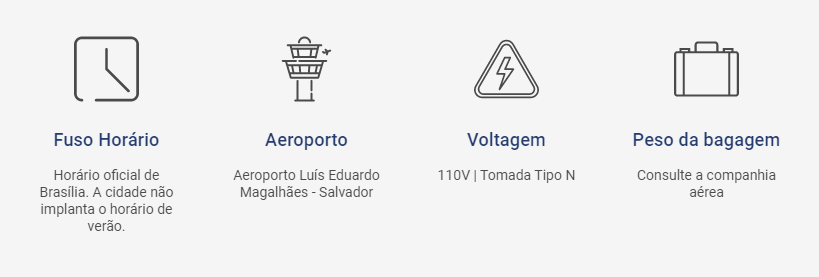 Fuso Horário
Horário oficial de
Brasília. A cidade não
implanta o horário de
verão.
Aeroporto
Aeroporto Luís Eduardo
Magalhães - Salvador
Voltagem
110V | Tomada Tipo N
Peso da bagagem
Consulte a companhia
aérea